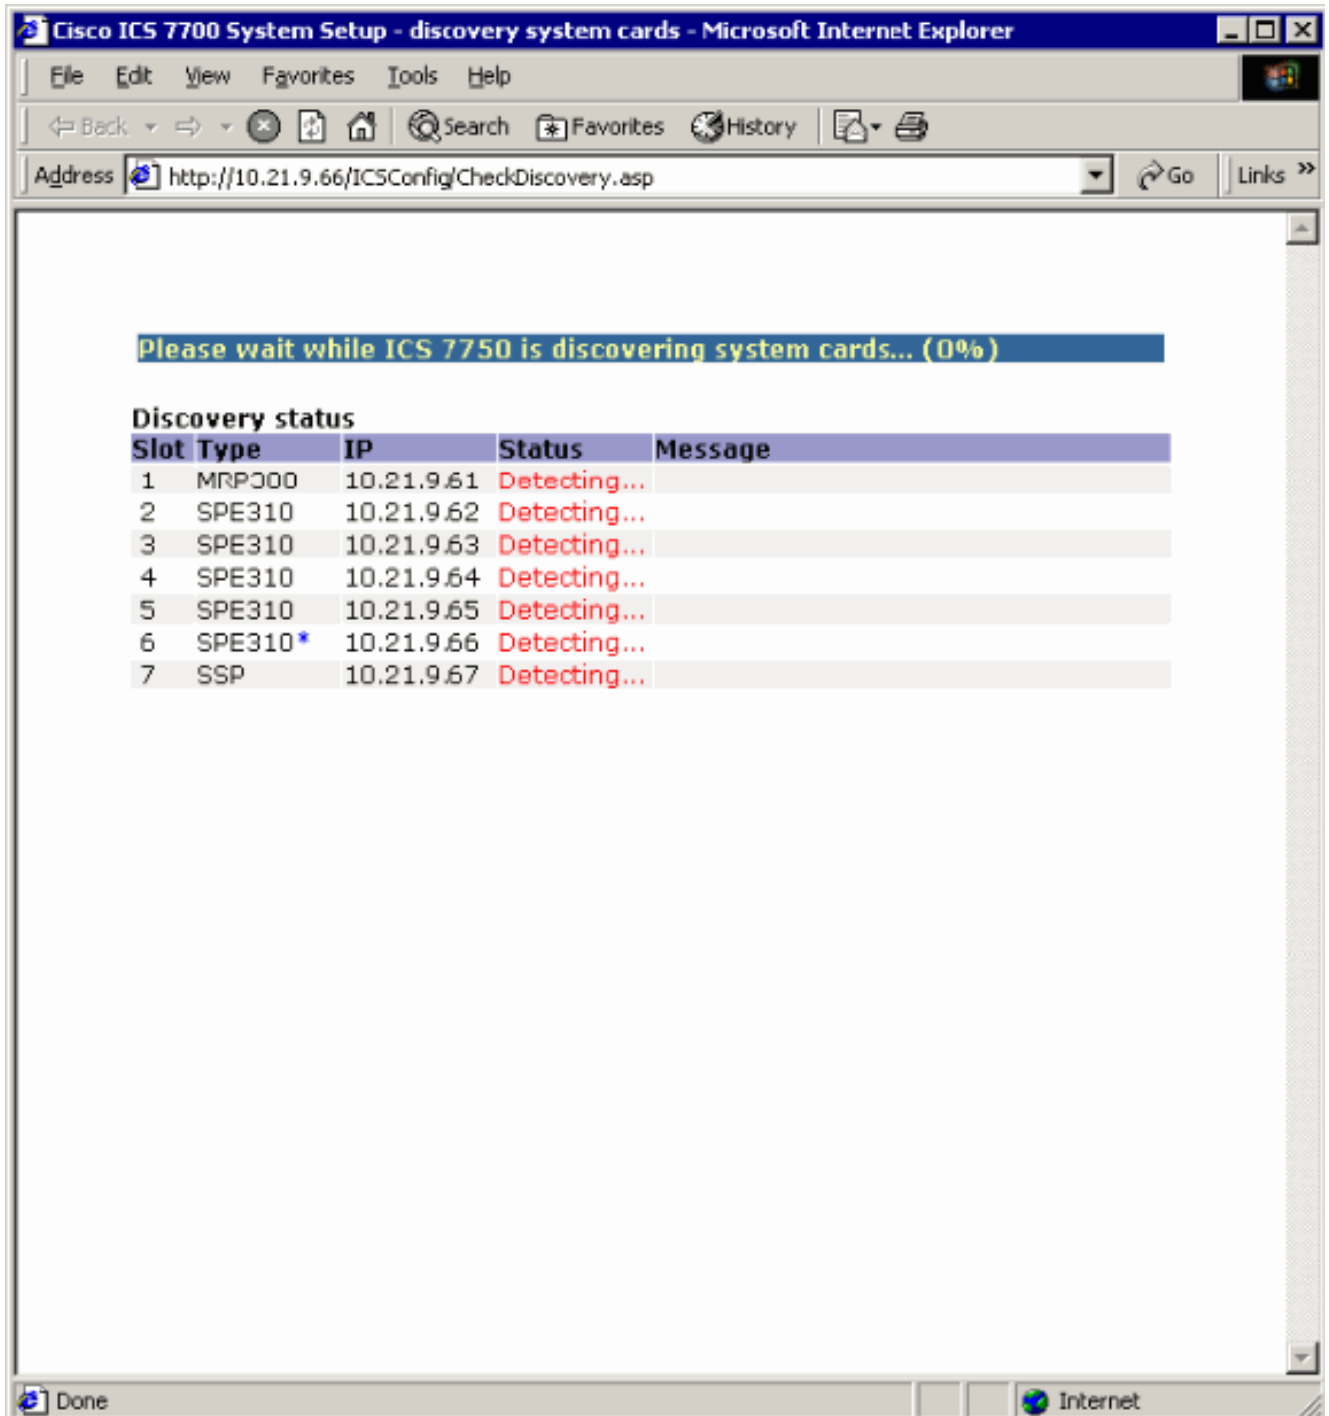 Cisco ICS 7700 System Setup - discovery system cards - Microsoft Internet Explorer
File Edit View Favorites Tools Help
Back Search Favorites History
Address http://10.21.9.66/ICSConfig/CheckDiscovery.asp Go Links »
Please wait while ICS 7750 is discovering system cards... (0%)
Discovery status
Slot Type IP Status Message
1 10.21.9.61 Detecting...
2 SPE310 10.21.9.62 Detecting...
3 SPE310 10.21.9.63 Detecting...
4 SPE310 10.21.9.64 Detecting...
5 SPE310 10.21.9.65 Detecting...
6 SPE310* 10.21.9.66 Detecting...
7 SSP 10.21.9.67 Detecting...
Done Internet